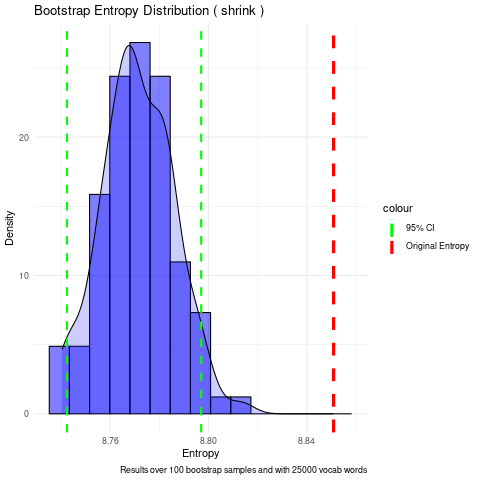 Bootstrap Entropy Distribution ( shrink )
Density
20
10
0
8.76
8.80
8.84
Entropy
colour
95% CI
Original Entropy
Results over 100 bootstrap samples and with 25000 vocab words